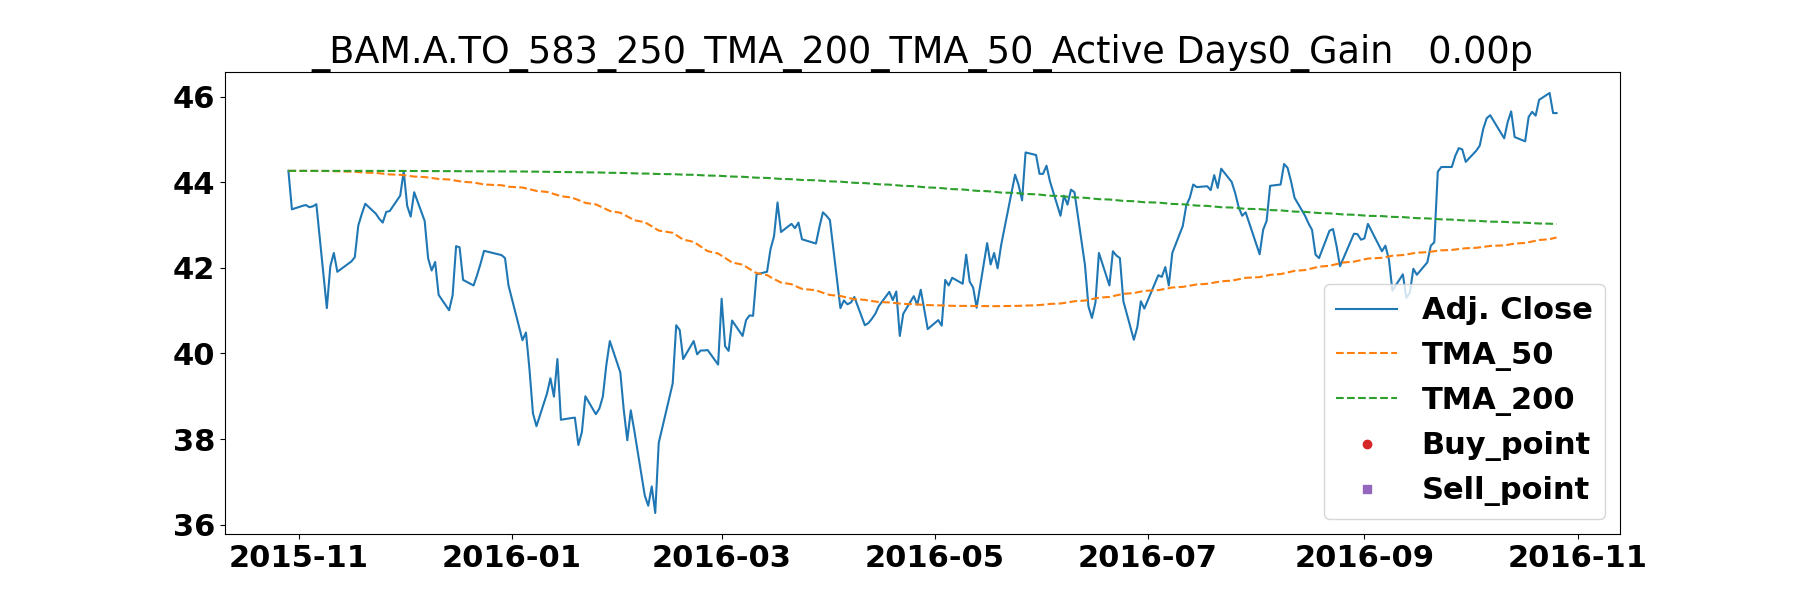 _BAM.A.TO_583_250_TMA_200_TMA_50_Active Days0_Gain   0.00p
46
44
42
40
38
36
2015-11 2016-01 2016-03 2016-05 2016-07 2016-09 2016-11
Adj. Close
TMA_50
TMA_200
Buy_point
Sell_point